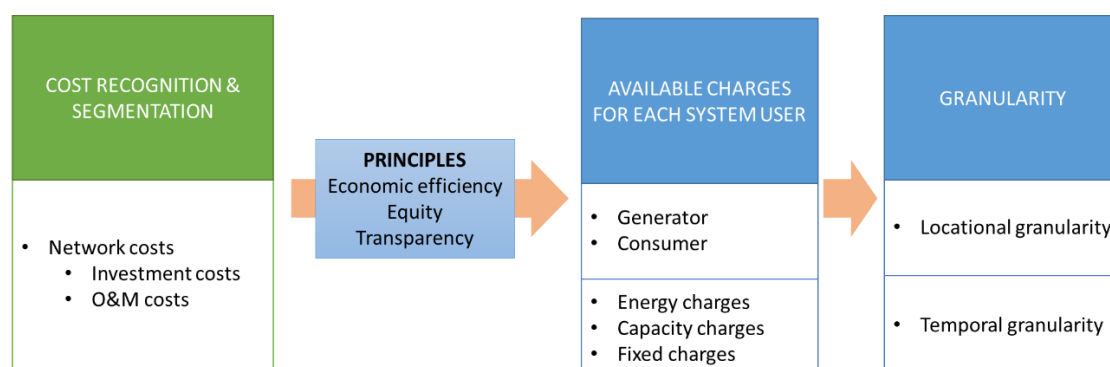 COST RECOGNITION &
SEGMENTATION
• Network costs
• Investment costs
• O&M costs
PRINCIPLES
Economic efficiency
Equity
Transparency
AVAILABLE CHARGES
FOR EACH SYSTEM USER
• Generator
• Consumer
• Energy charges
• Capacity charges
• Fixed charges
GRANULARITY
• Locational granularity
• Temporal granularity